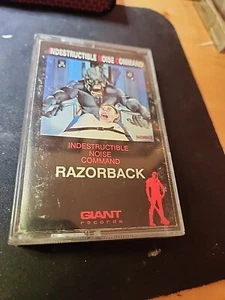 INDESTRUCTIBLE NOISE COMMAND
INDESTRUCTIBLE
NOISE
COMMAND
RAZORBACK
GIANT
records